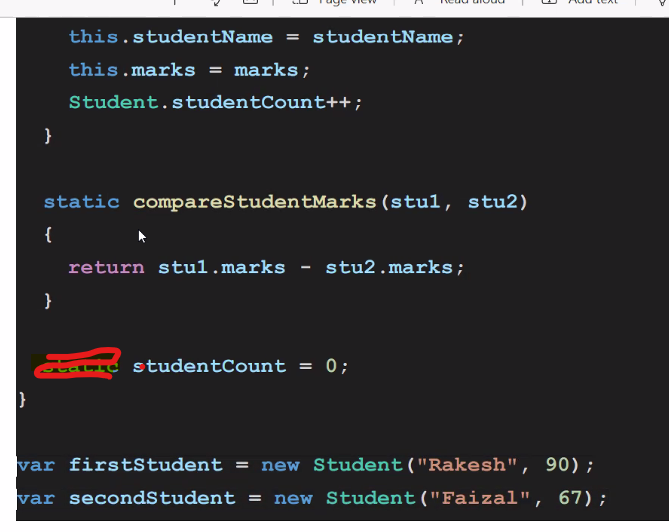 Page view Read aloud Add text
this.studentName = studentName;
this.marks = marks;
Student.studentCount++;
}
static compareStudentMarks(stu1, stu2)
{
return stu1.marks - stu2.marks;
}
static studentCount = 0;
}
var firstStudent = new Student("Rakesh", 90);
var secondStudent = new Student("Faizal", 67);